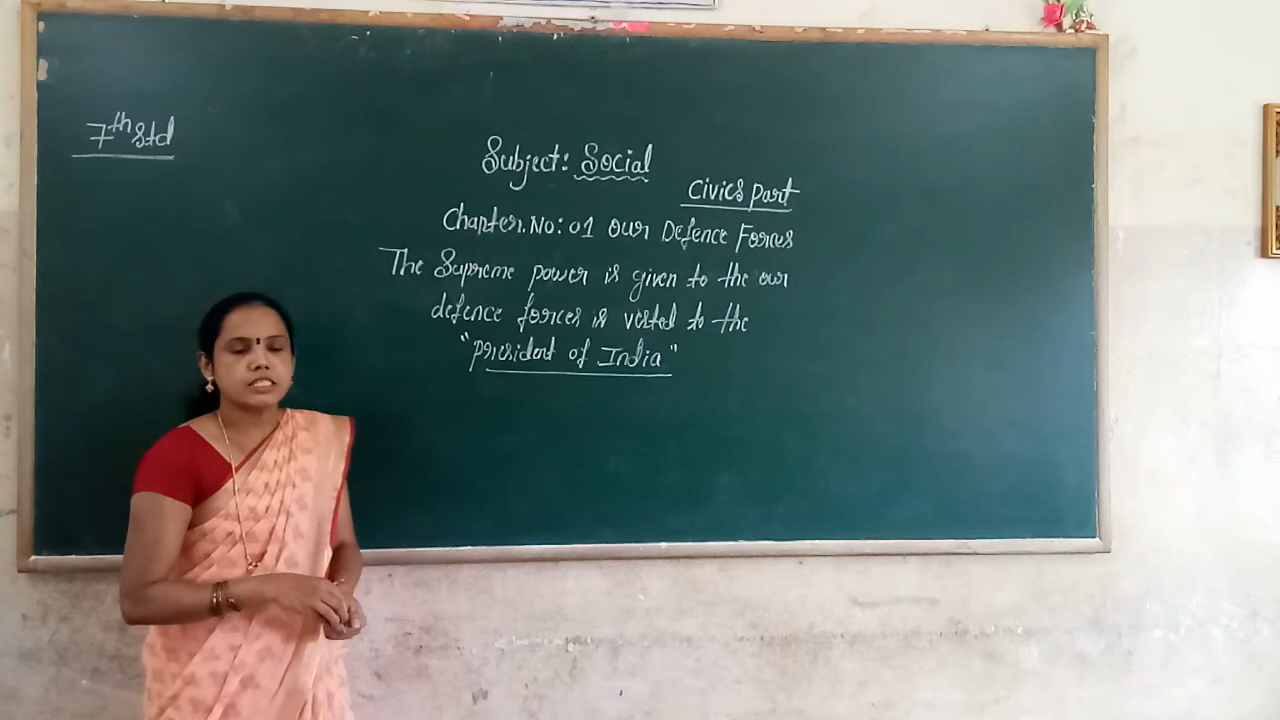 7th Std
Subject: Social
Civics part
Chapter.No: 01 Our Defence Forces
The Supreme power is given to the our
defence forces is vested to the
"president of India"